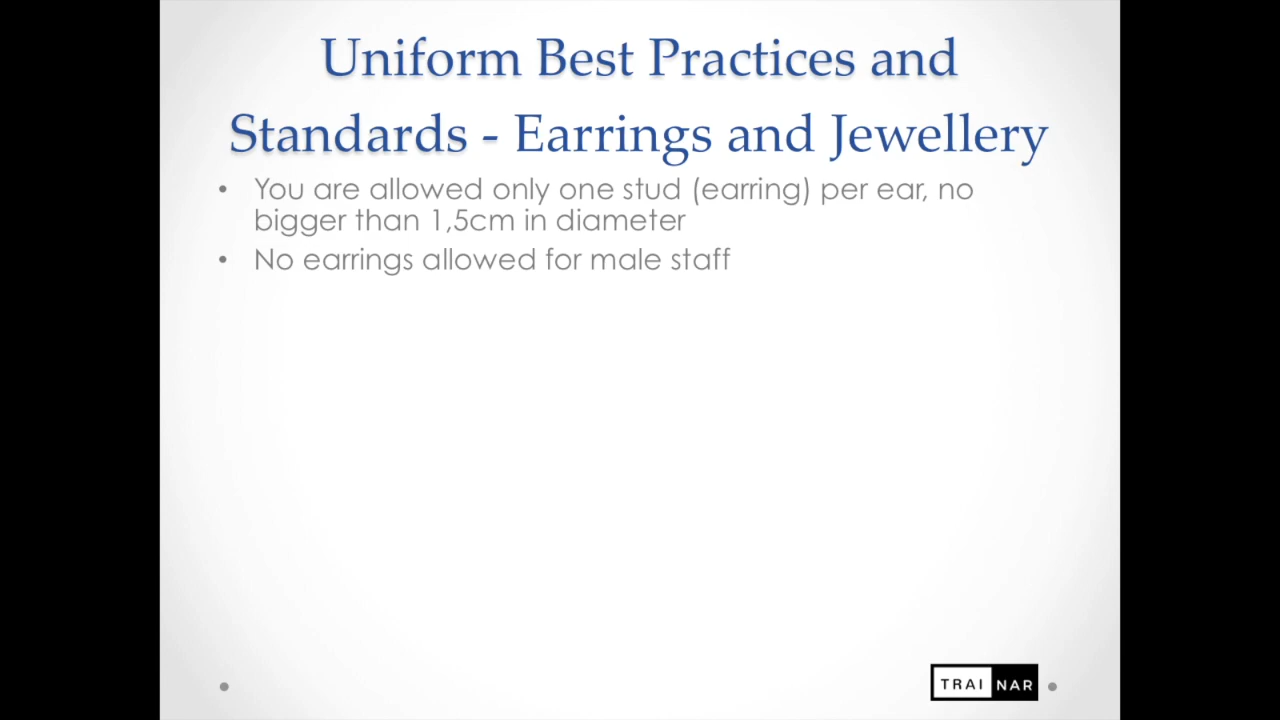 Uniform Best Practices and
Standards - Earrings and Jewellery
• You are allowed only one stud (earring) per ear, no
bigger than 1,5cm in diameter
• No earrings allowed for male staff
TRAI NAR